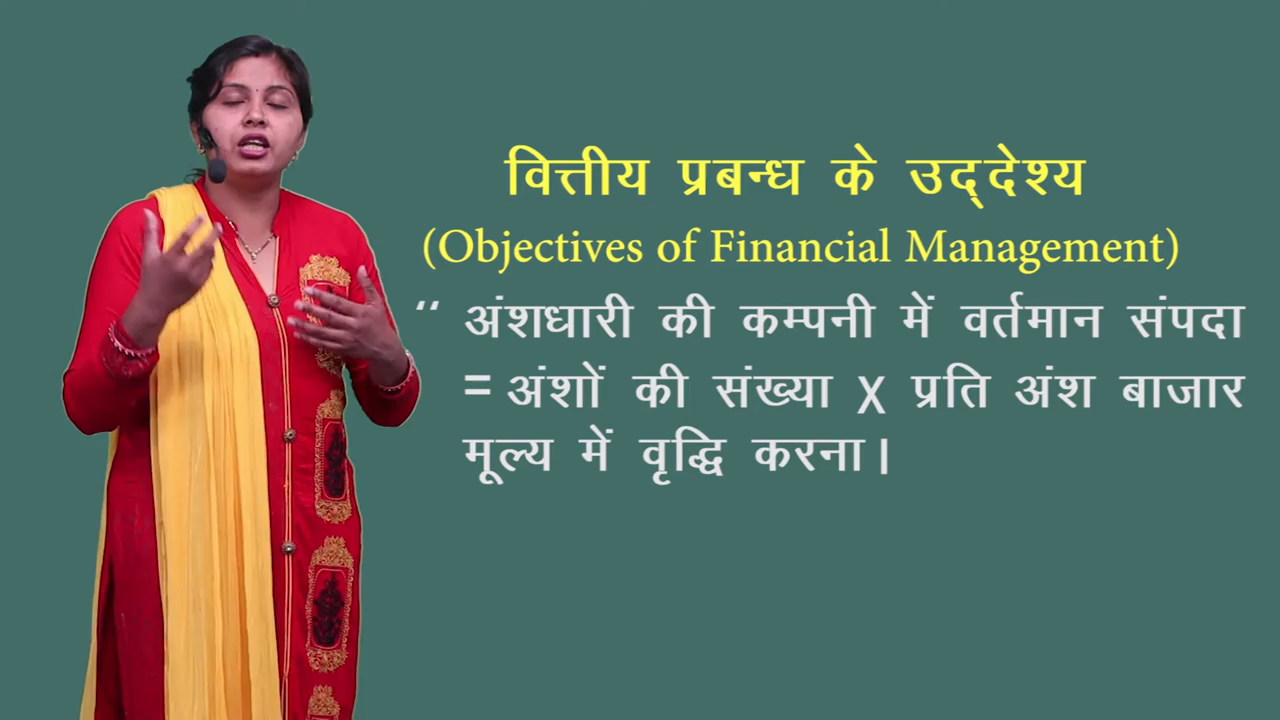 वित्तीय प्रबन्ध के उद्‌देश्य
(Objectives of Financial Management)
‘‘ अंशधारी की कम्पनी में वर्तमान संपदा
= अंशों की संख्या X प्रति अंश बाजार
मूल्य में वृद्धि करना।